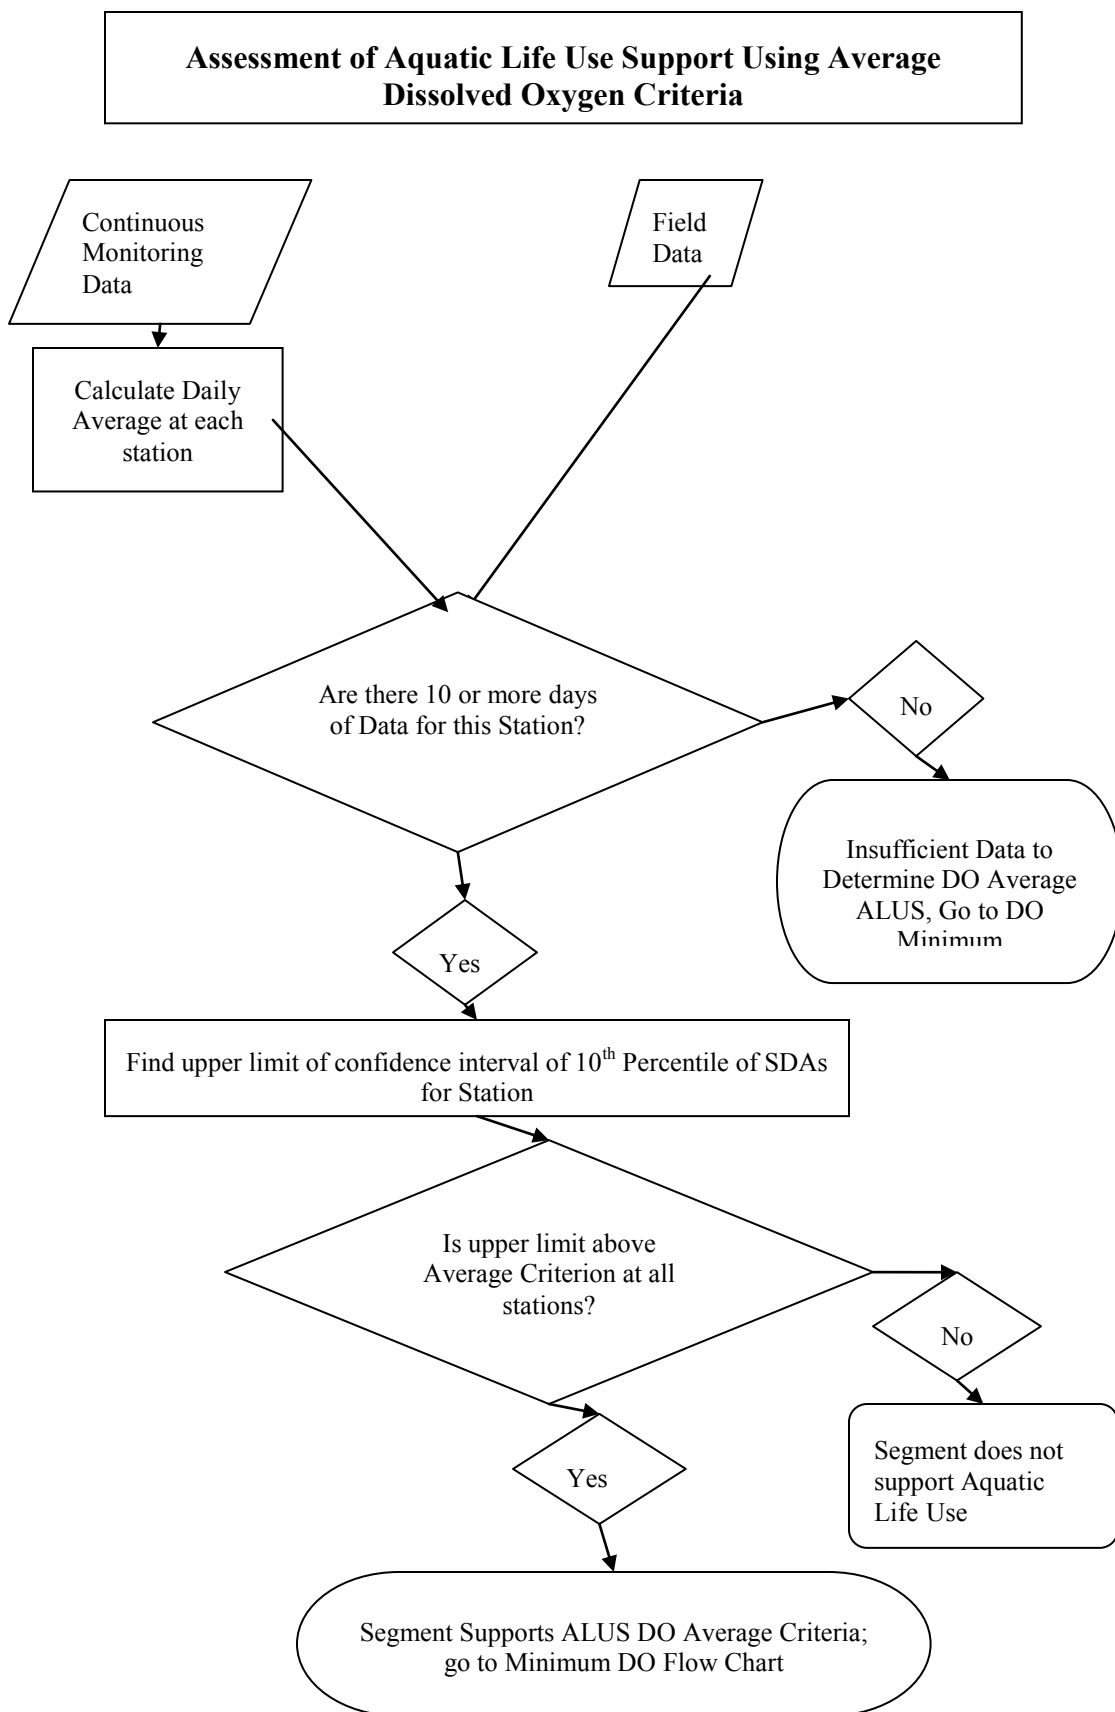 Assessment of Aquatic Life Use Support Using Average
Dissolved Oxygen Criteria
Continuous
Monitoring
Data
Field
Data
Calculate Daily
Average at each
station
Are there 10 or more days
of Data for this Station?
No
Insufficient Data to
Determine DO Average
ALUS, Go to DO
Minimum
Yes
Find upper limit of confidence interval of 10th Percentile of SDAs
for Station
Is upper limit above
Average Criterion at all
stations?
No
Yes
Segment does not
support Aquatic
Life Use
Segment Supports ALUS DO Average Criteria;
go to Minimum DO Flow Chart